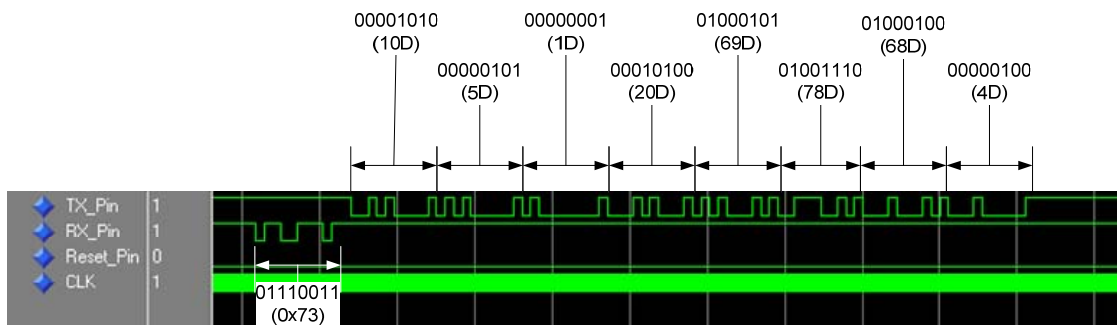 00001010
(10D)
00000001
(1D)
01000101
(69D)
01000100
(68D)
00000101
(5D)
00010100
(20D)
01001110
(78D)
00000100
(4D)
TX_Pin 1
RX_Pin 1
Reset_Pin 0
CLK 1
01110011
(0x73)